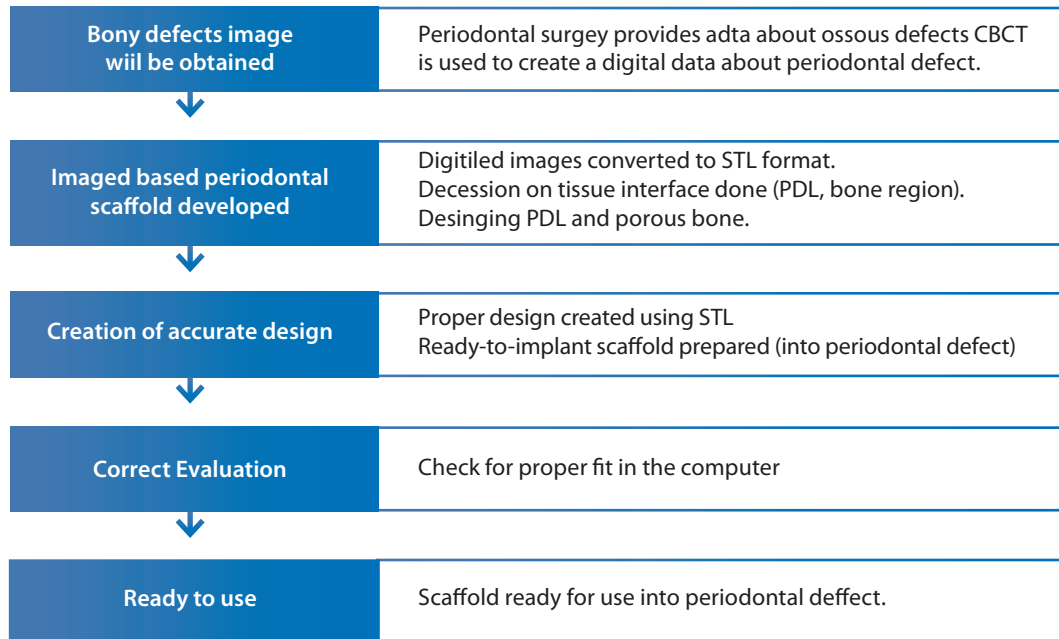 Bony defects image
wiil be obtained
Periodontal surgey provides adta about ossous defects CBCT
is used to create a digital data about periodontal defect.
Imaged based periodontal
scaffold developed
Digitiled images converted to STL format.
Decession on tissue interface done (PDL, bone region).
Desinging PDL and porous bone.
Creation of accurate design
Proper design created using STL
Ready-to-implant scaffold prepared (into periodontal defect)
Correct Evaluation
Check for proper fit in the computer
Ready to use
Scaffold ready for use into periodontal deffect.